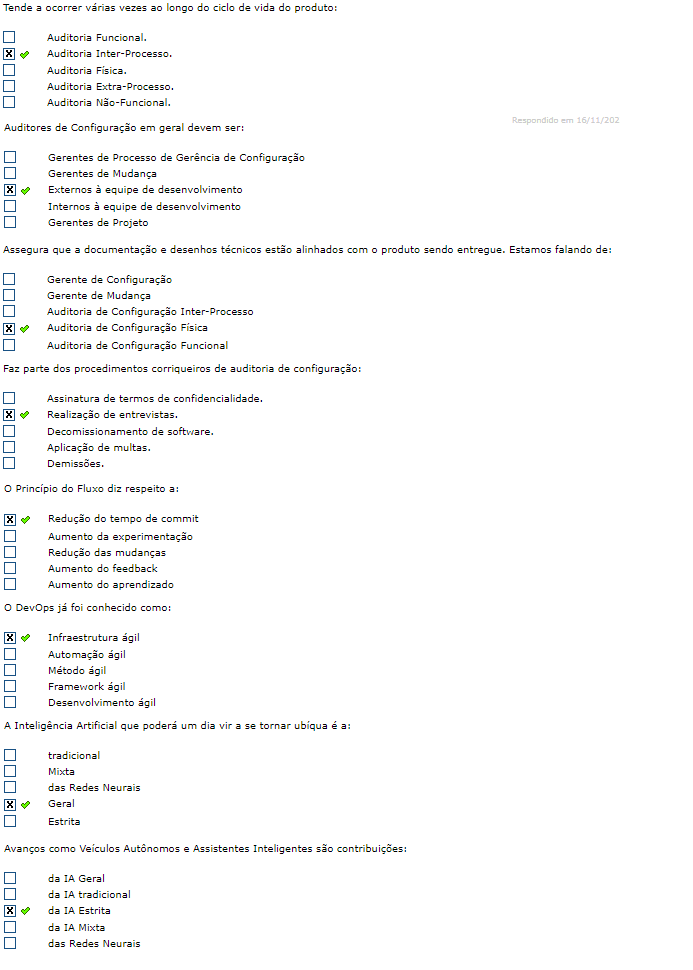 Tende a ocorrer várias vezes ao longo do ciclo de vida do produto:
Auditoria Funcional.
Auditoria Inter-Processo.
Auditoria Física.
Auditoria Extra-Processo.
Auditoria Não-Funcional.
Respondido em 16/11/202
Auditores de Configuração em geral devem ser:
Gerentes de Processo de Gerência de Configuração
Gerentes de Mudança
Externos à equipe de desenvolvimento
Internos à equipe de desenvolvimento
Gerentes de Projeto
Assegura que a documentação e desenhos técnicos estão alinhados com o produto sendo entregue. Estamos falando de:
Gerente de Configuração
Gerente de Mudança
Auditoria de Configuração Inter-Processo
Auditoria de Configuração Física
Auditoria de Configuração Funcional
Faz parte dos procedimentos corriqueiros de auditoria de configuração:
Assinatura de termos de confidencialidade.
Realização de entrevistas.
Decomissionamento de software.
Aplicação de multas.
Demissões.
O Princípio do Fluxo diz respeito a:
Redução do tempo de commit
Aumento da experimentação
Redução das mudanças
Aumento do feedback
Aumento do aprendizado
O DevOps já foi conhecido como:
Infraestrutura ágil
Automação ágil
Método ágil
Framework ágil
Desenvolvimento ágil
A Inteligência Artificial que poderá um dia vir a se tornar ubíqua é a:
tradicional
Mixta
das Redes Neurais
Geral
Estrita
Avanços como Veículos Autônomos e Assistentes Inteligentes são contribuições:
da IA Geral
da IA tradicional
da IA Estrita
da IA Mixta
das Redes Neurais